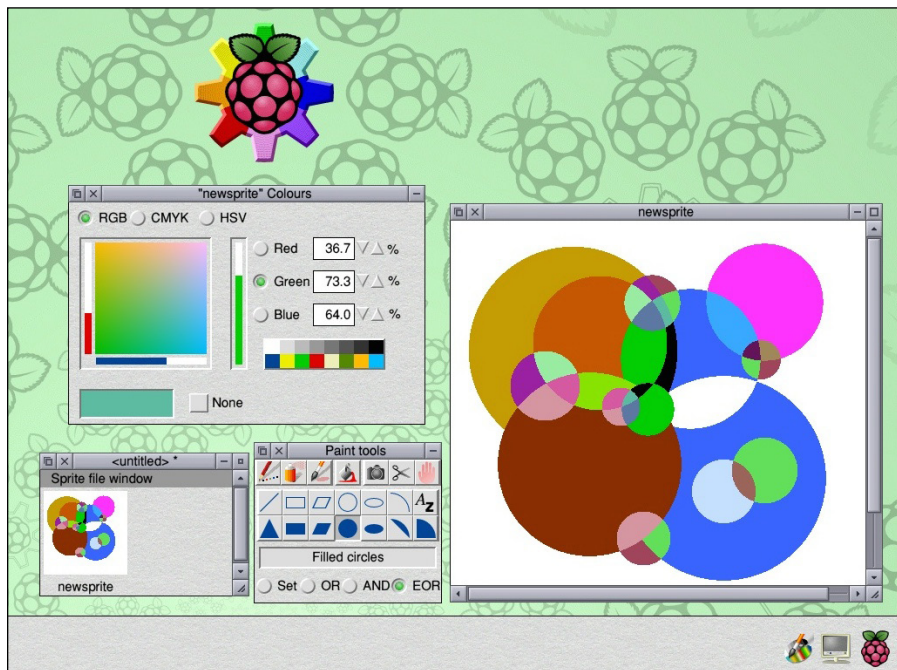 "newsprite" Colours
RGB CMYK HSV
Red 36.7 %
Green 73.3 %
Blue 64.0 %
None
newsprite
<untitled> *
Sprite file window
newsprite
Paint tools
AZ
Filled circles
Set OR AND EOR